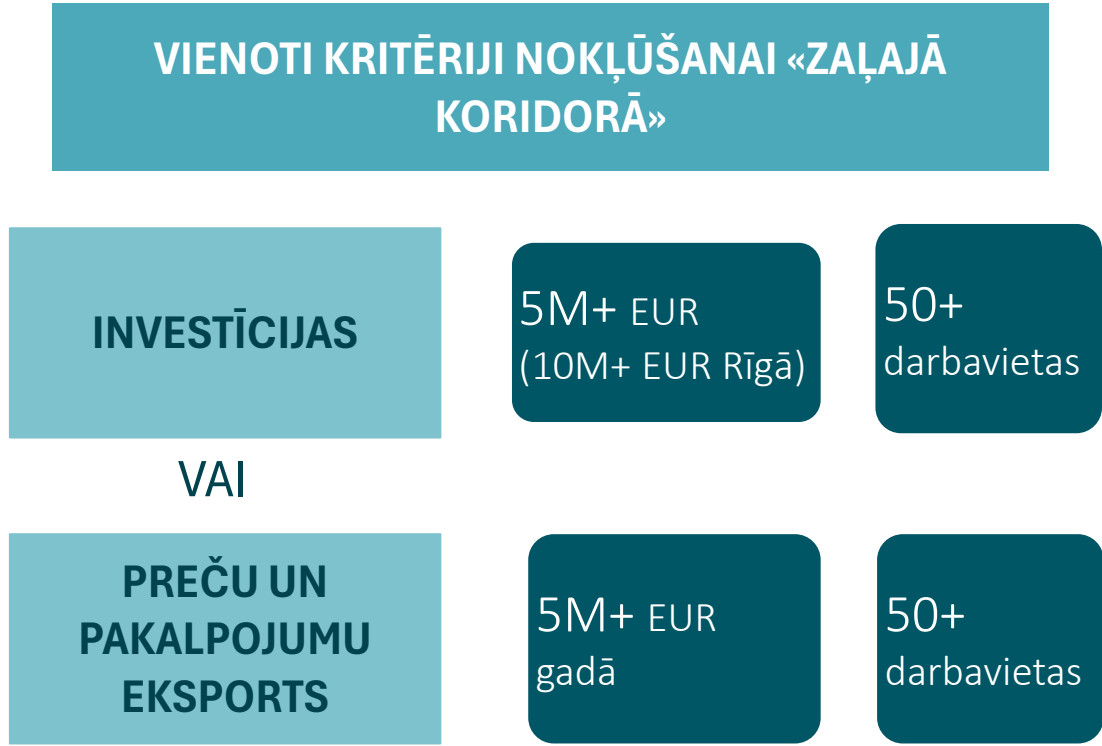 VIENOTI KRITĒRIJI NOKĻŪŠANAI «ZAĻAJĀ
KORIDORĀ»
INVESTĪCIJAS
5M+ EUR
(10M+ EUR Rīgā)
50+
darbavietas
VAI
PREČU UN
PAKALPOJUMU
EKSPORTS
5M+ EUR
gadā
50+
darbavietas